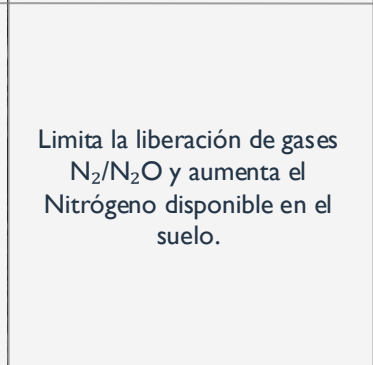 Limita la liberación de gases
N₂/N₂O y aumenta el
Nitrógeno disponible en el
suelo.